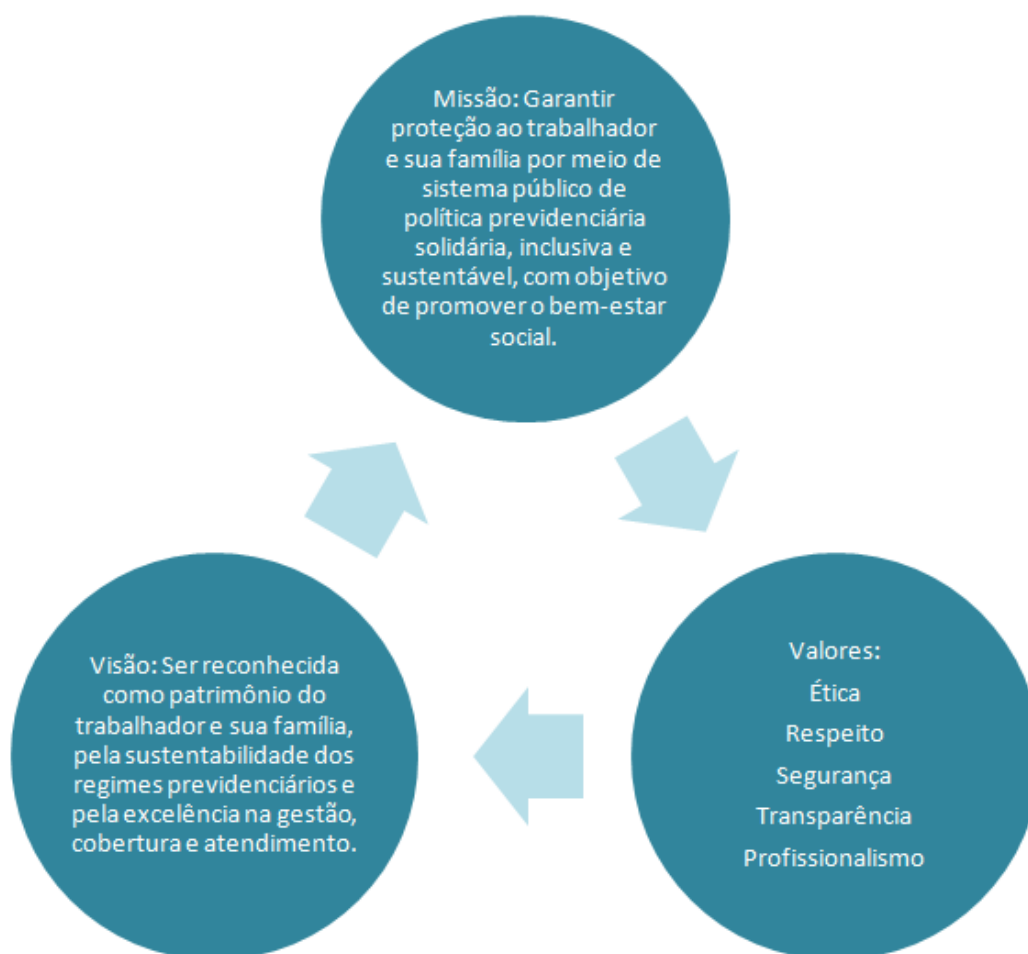 Missão: Garantir
proteção ao trabalhador
e sua família por meio de
sistema público de
política previdenciária
solidária, inclusiva e
sustentável, com objetivo
de promover o bem-estar
social.
Valores:
Ética
Respeito
Segurança
Transparência
Profissionalismo
Visão: Ser reconhecida
como patrimônio do
trabalhador e sua família,
pela sustentabilidade dos
regimes previdenciários e
pela excelência na gestão,
cobertura e atendimento.